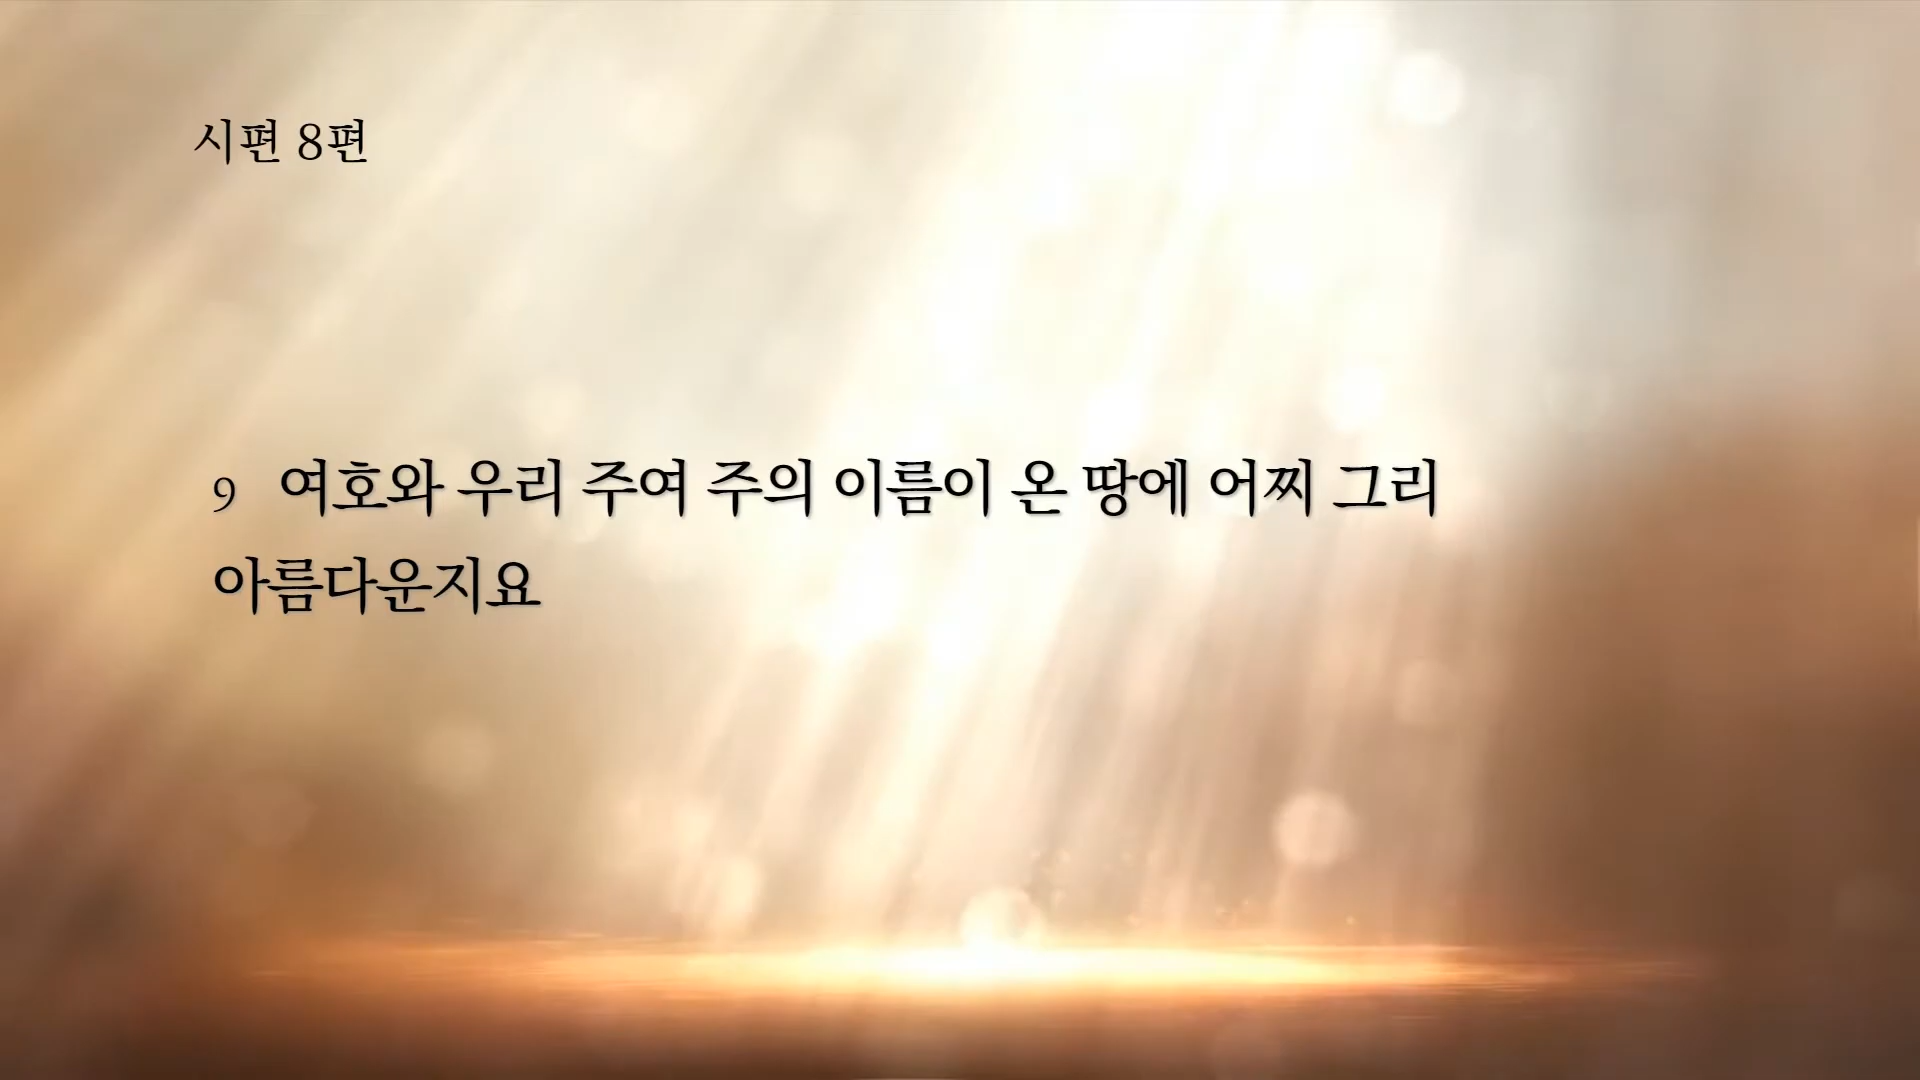 시편 8편
9 여호와 우리 주여 주의 이름이 온 땅에 어찌 그리
아름다운지요